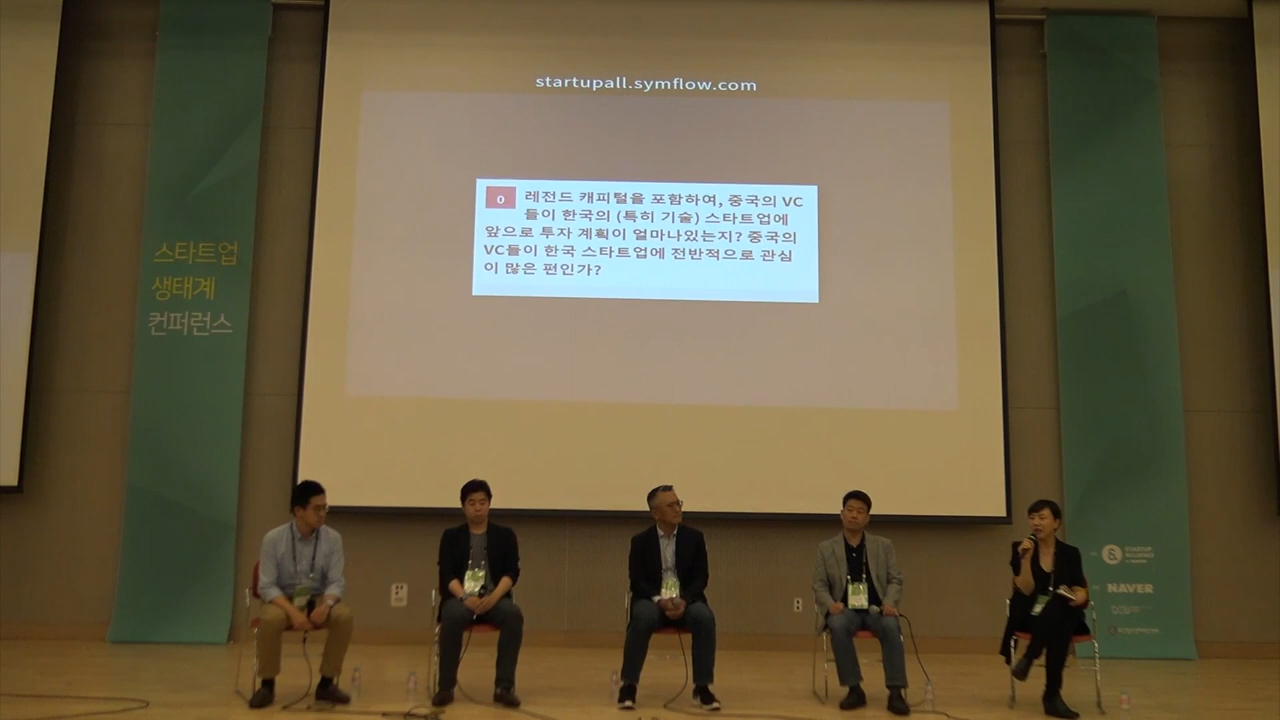 startupall.symflow.com
0 레전드 캐피털을 포함하여, 중국의 VC
들이 한국의 (특히 기술) 스타트업에
앞으로 투자 계획이 얼마나있는지? 중국의
VC들이 한국 스타트업에 전반적으로 관심
이 많은 편인가?
스타트업
생태계
컨퍼런스
STARTUP
ALLIANCE
NAVER